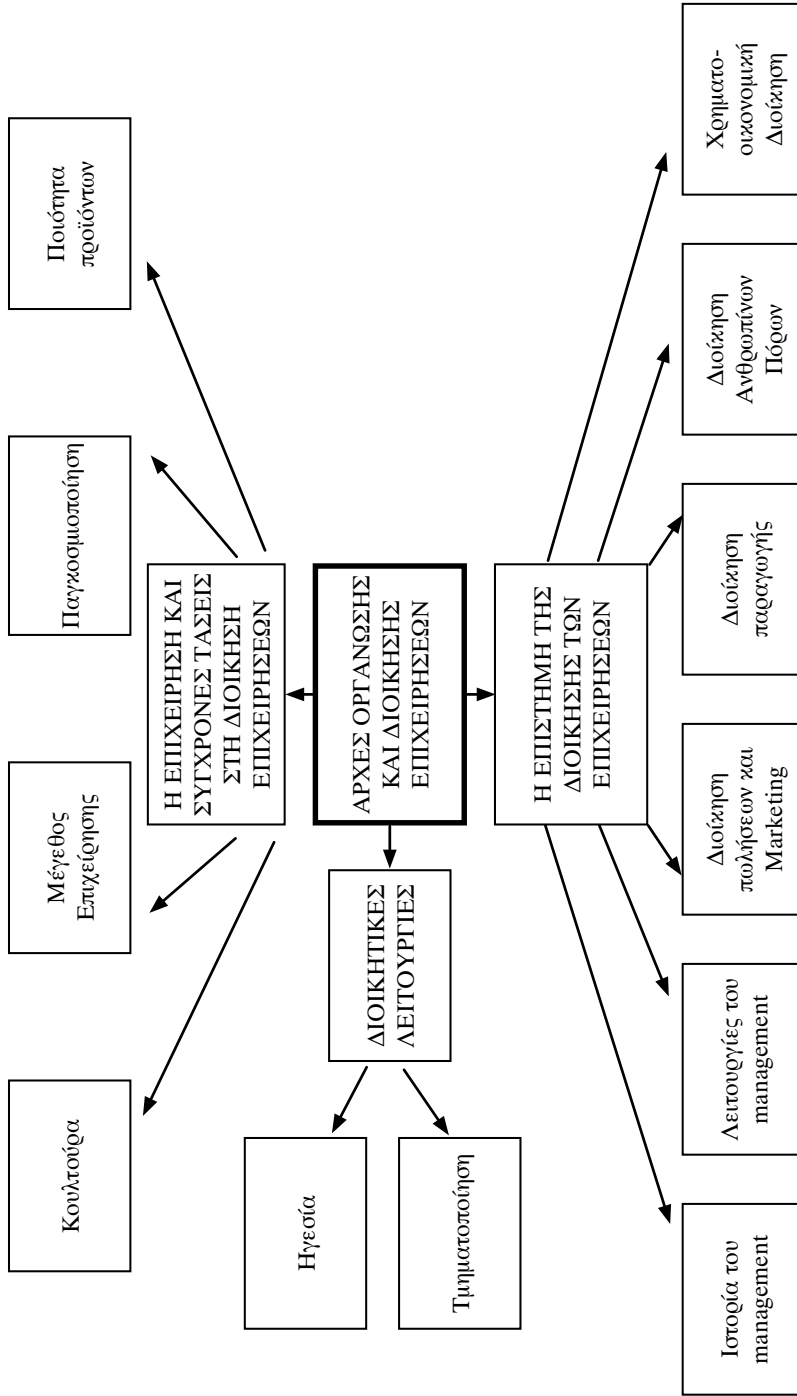 Κουλτούρα
Μέγεθος
Επιχείρησης
Παγκοσμιοποίηση
Ποιότητα
προϊόντων
Η ΕΠΙΧΕΙΡΗΣΗ ΚΑΙ
ΣΥΓΧΡΟΝΕΣ ΤΑΣΕΙΣ
ΣΤΗ ΔΙΟΙΚΗΣΗ
ΕΠΙΧΕΙΡΗΣΕΩΝ
Ηγεσία
Τμηματοποίηση
ΔΙΟΙΚΗΤΙΚΕΣ
ΛΕΙΤΟΥΡΓΙΕΣ
ΑΡΧΕΣ ΟΡΓΑΝΩΣΗΣ
ΚΑΙ ΔΙΟΙΚΗΣΗΣ
ΕΠΙΧΕΙΡΗΣΕΩΝ
Η ΕΠΙΣΤΗΜΗ ΤΗΣ
ΔΙΟΙΚΗΣΗΣ ΤΩΝ
ΕΠΙΧΕΙΡΗΣΕΩΝ
Ιστορία του
management
Λειτουργίες του
management
Διοίκηση
πωλήσεων και
Marketing
Διοίκηση
παραγωγής
Διοίκηση
Ανθρωπίνων
Πόρων
Χρηματο-
οικονομική
Διοίκηση